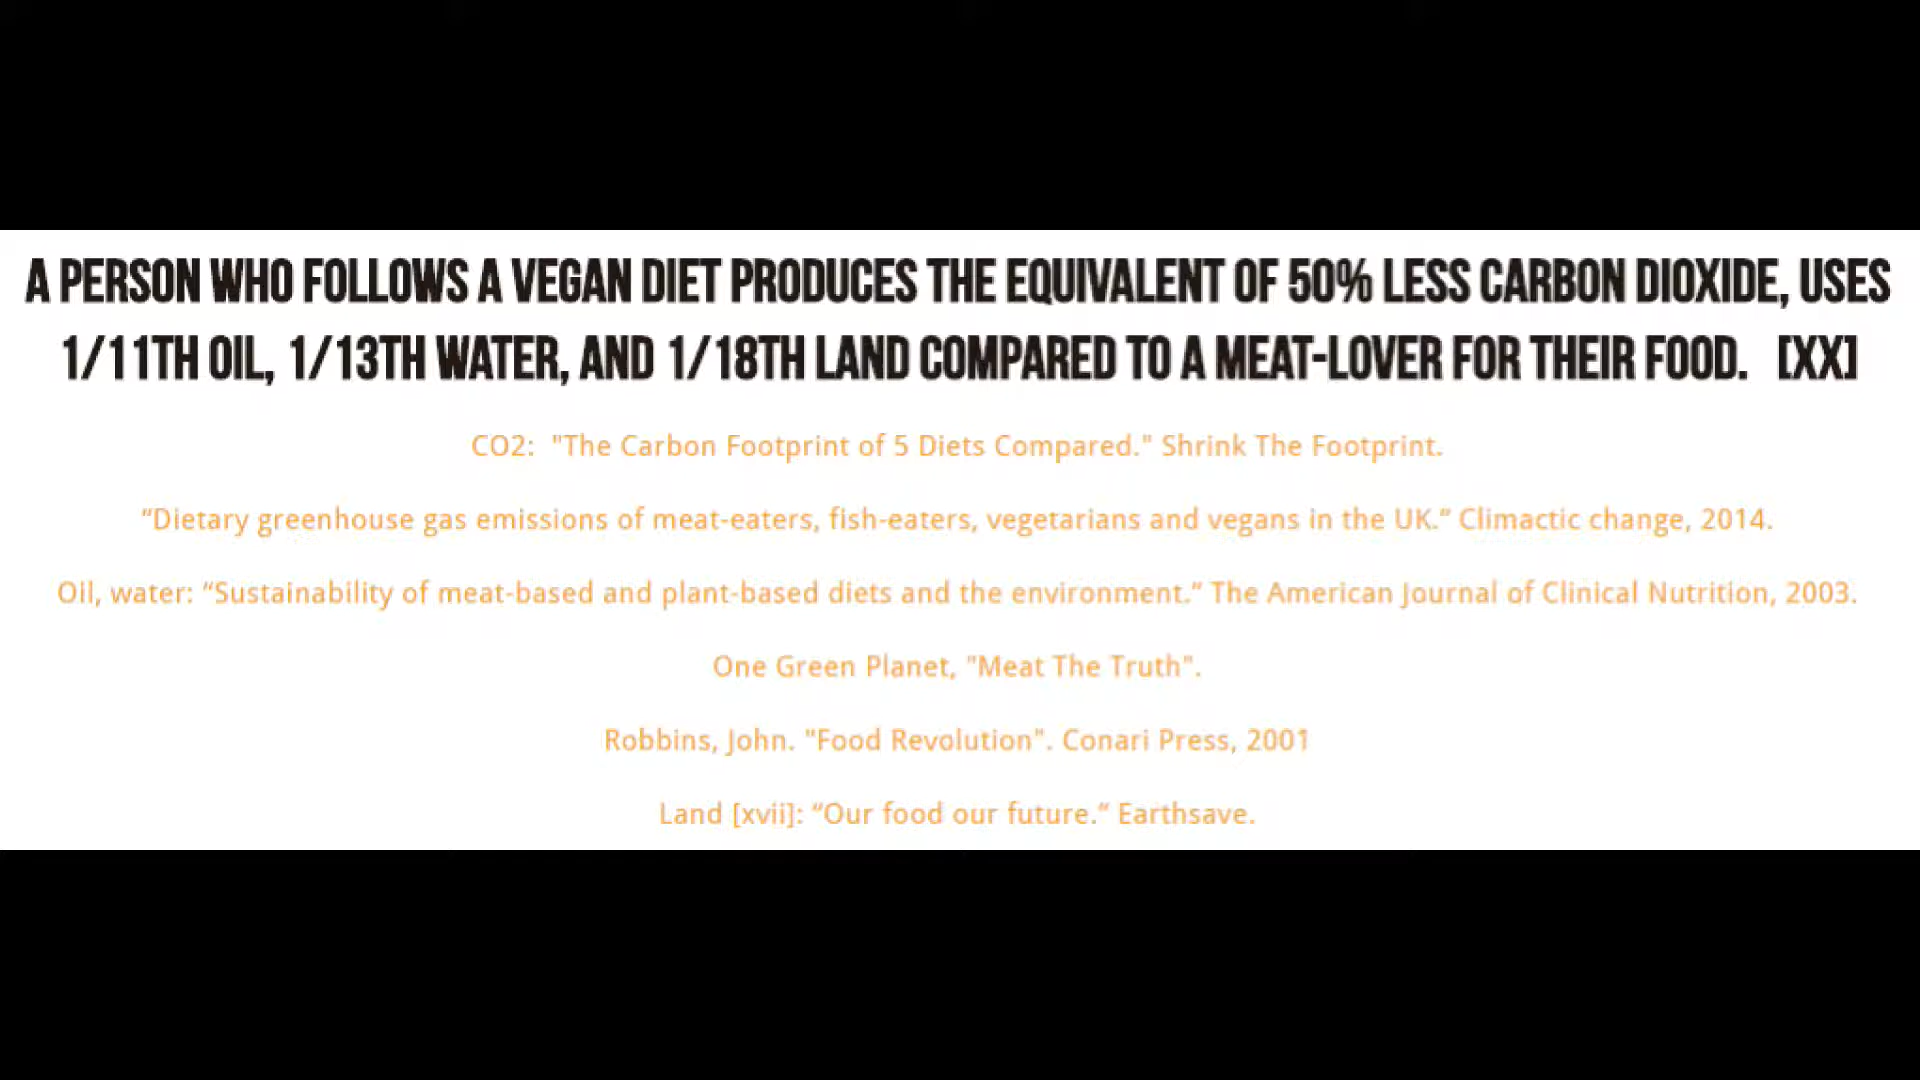 A PERSON WHO FOLLOWS A VEGAN DIET PRODUCES THE EQUIVALENT OF 50% LESS CARBON DIOXIDE, USES
1/11TH OIL, 1/13TH WATER, AND 1/18TH LAND COMPARED TO A MEAT-LOVER FOR THEIR FOOD. [XX]
CO2: "The Carbon Footprint of 5 Diets Compared." Shrink The Footprint.
“Dietary greenhouse gas emissions of meat-eaters, fish-eaters, vegetarians and vegans in the UK.” Climactic change, 2014.
Oil, water: “Sustainability of meat-based and plant-based diets and the environment.” The American Journal of Clinical Nutrition, 2003.
One Green Planet, "Meat The Truth".
Robbins, John. "Food Revolution". Conari Press, 2001
Land [xvii]: “Our food our future.” Earthsave.